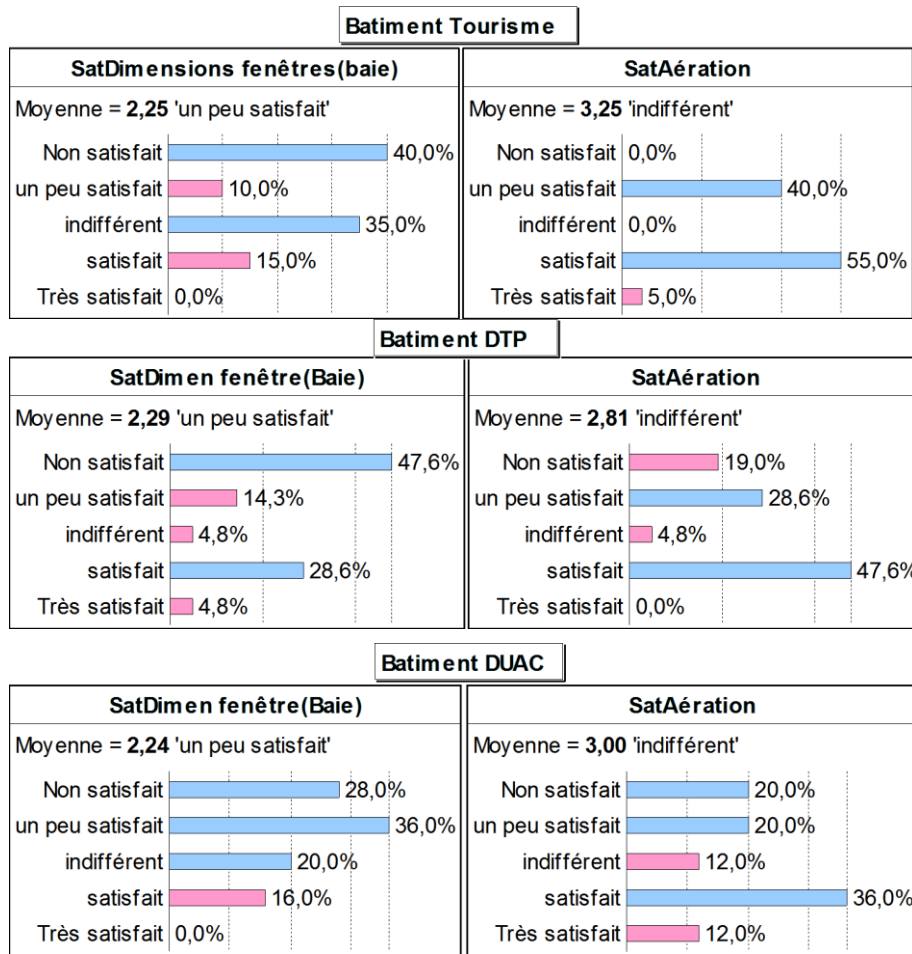 Batiment Tourisme
SatDimensions fenêtres(baie)
Moyenne = 2,25 'un peu satisfait'
Non satisfait 40,0%
un peu satisfait 10,0%
indifférent 35,0%
satisfait 15,0%
Très satisfait 0,0%
SatAération
Moyenne = 3,25 'indifférent'
Non satisfait 0,0%
un peu satisfait 40,0%
indifférent 0,0%
satisfait 55,0%
Très satisfait 5,0%
Batiment DTP
SatDimen fenêtre(Baie)
Moyenne = 2,29 'un peu satisfait'
Non satisfait 47,6%
un peu satisfait 14,3%
indifférent 4,8%
satisfait 28,6%
Très satisfait 4,8%
SatAération
Moyenne = 2,81 'indifférent'
Non satisfait 19,0%
un peu satisfait 28,6%
indifférent 4,8%
satisfait 47,6%
Très satisfait 0,0%
Batiment DUAC
SatDimen fenêtre(Baie)
Moyenne = 2,24 'un peu satisfait'
Non satisfait 28,0%
un peu satisfait 36,0%
indifférent 20,0%
satisfait 16,0%
Très satisfait 0,0%
SatAération
Moyenne = 3,00 'indifférent'
Non satisfait 20,0%
un peu satisfait 20,0%
indifférent 12,0%
satisfait 36,0%
Très satisfait 12,0%